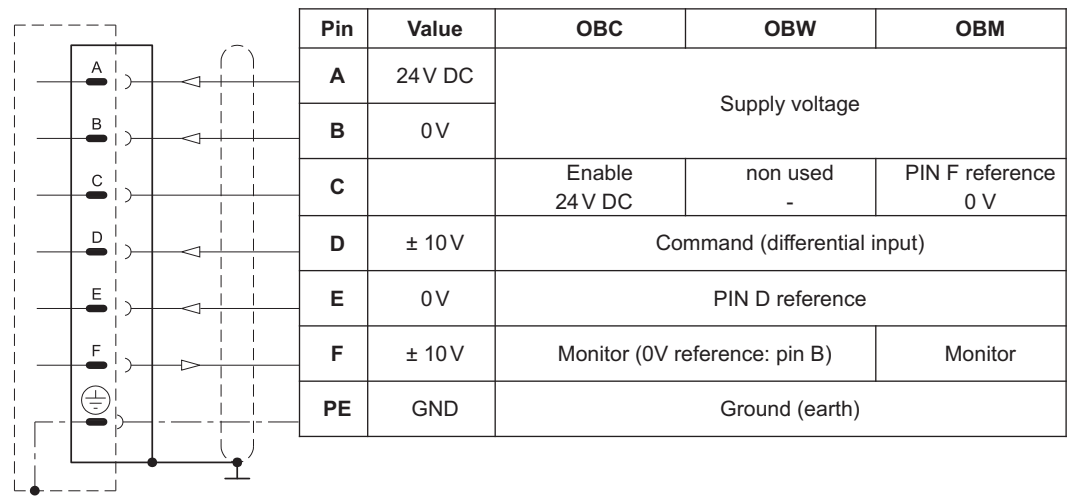 Pin Value OBC OBW OBM
A 24 V DC Supply voltage
B 0 V
C Enable non used PIN F reference
24 V DC - 0 V
D ± 10 V Command (differential input)
E 0 V PIN D reference
F ± 10 V Monitor (0V reference: pin B) Monitor
PE GND Ground (earth)
A
B
C
D
E
F